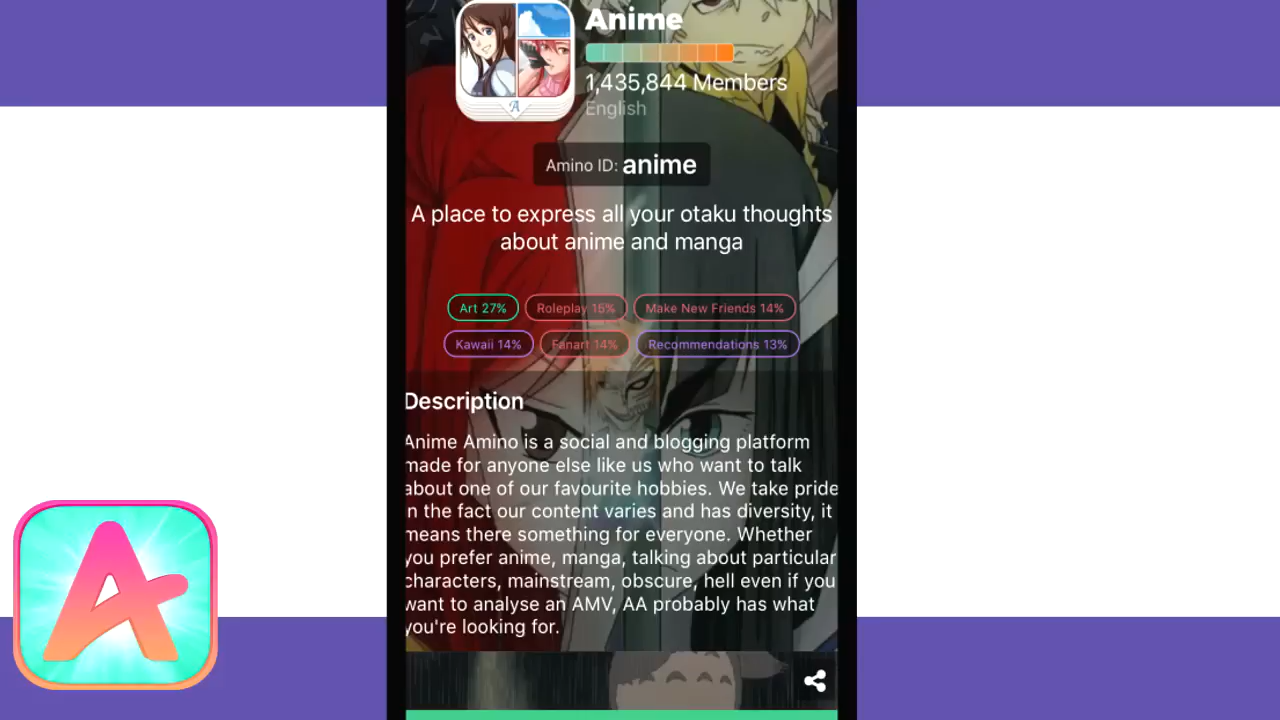 Anime
1,435,844 Members
English
Amino ID: anime
A place to express all your otaku thoughts
about anime and manga
Art 27%
Roleplay 15%
Make New Friends 14%
Kawaii 14%
Fanart 14%
Recommendations 13%
Description
Anime Amino is a social and blogging platform
made for anyone else like us who want to talk
about one of our favourite hobbies. We take pride
in the fact our content varies and has diversity, it
means there something for everyone. Whether
you prefer anime, manga, talking about particular
characters, mainstream, obscure, hell even if you
want to analyse an AMV, AA probably has what
you're looking for.